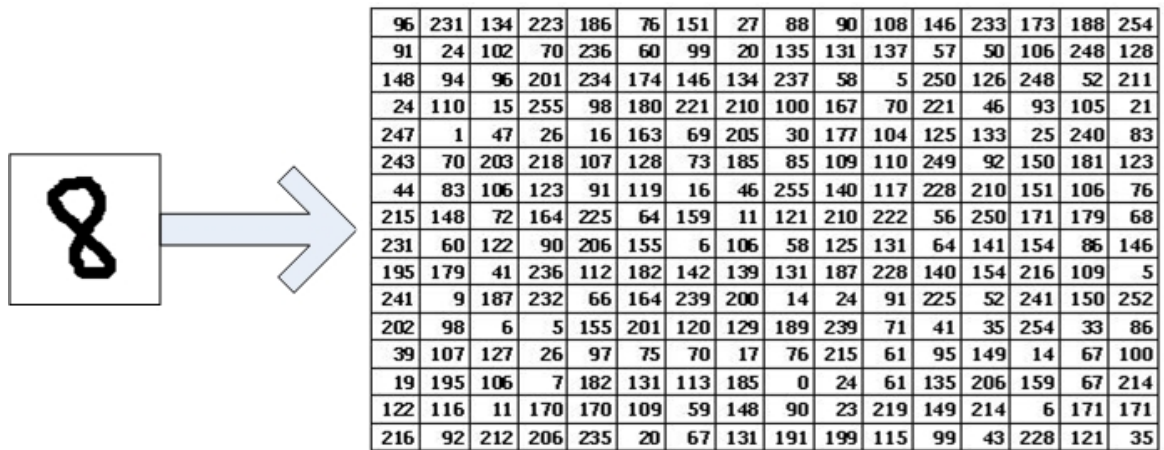 8
96 231 134 223 186 76 151 27 88 90 108 146 233 173 188 254
91 24 102 70 236 60 99 20 135 131 137 57 50 106 248 128
148 94 96 201 234 174 146 134 237 58 5 250 126 248 52 211
24 110 15 255 98 180 221 210 100 167 70 221 46 93 105 21
247 1 47 26 16 163 69 205 30 177 104 125 133 25 240 83
243 70 203 218 107 128 73 185 85 109 110 249 92 150 181 123
44 83 106 123 91 119 16 46 255 140 117 228 210 151 106 76
215 148 72 164 225 64 159 11 121 210 222 56 250 171 179 68
231 60 122 90 206 155 6 106 58 125 131 64 141 154 86 146
195 179 41 236 112 182 142 139 131 187 228 140 154 216 109 5
241 9 187 232 66 164 239 200 14 24 91 225 52 241 150 252
202 98 6 5 155 201 120 129 189 239 71 41 35 254 33 86
39 107 127 26 97 75 70 17 76 215 61 95 149 14 67 100
19 195 106 7 182 131 113 185 0 24 61 135 206 159 67 214
122 116 11 170 170 109 59 148 90 23 219 149 214 6 171 171
216 92 212 206 235 20 67 131 191 199 115 99 43 228 121 35